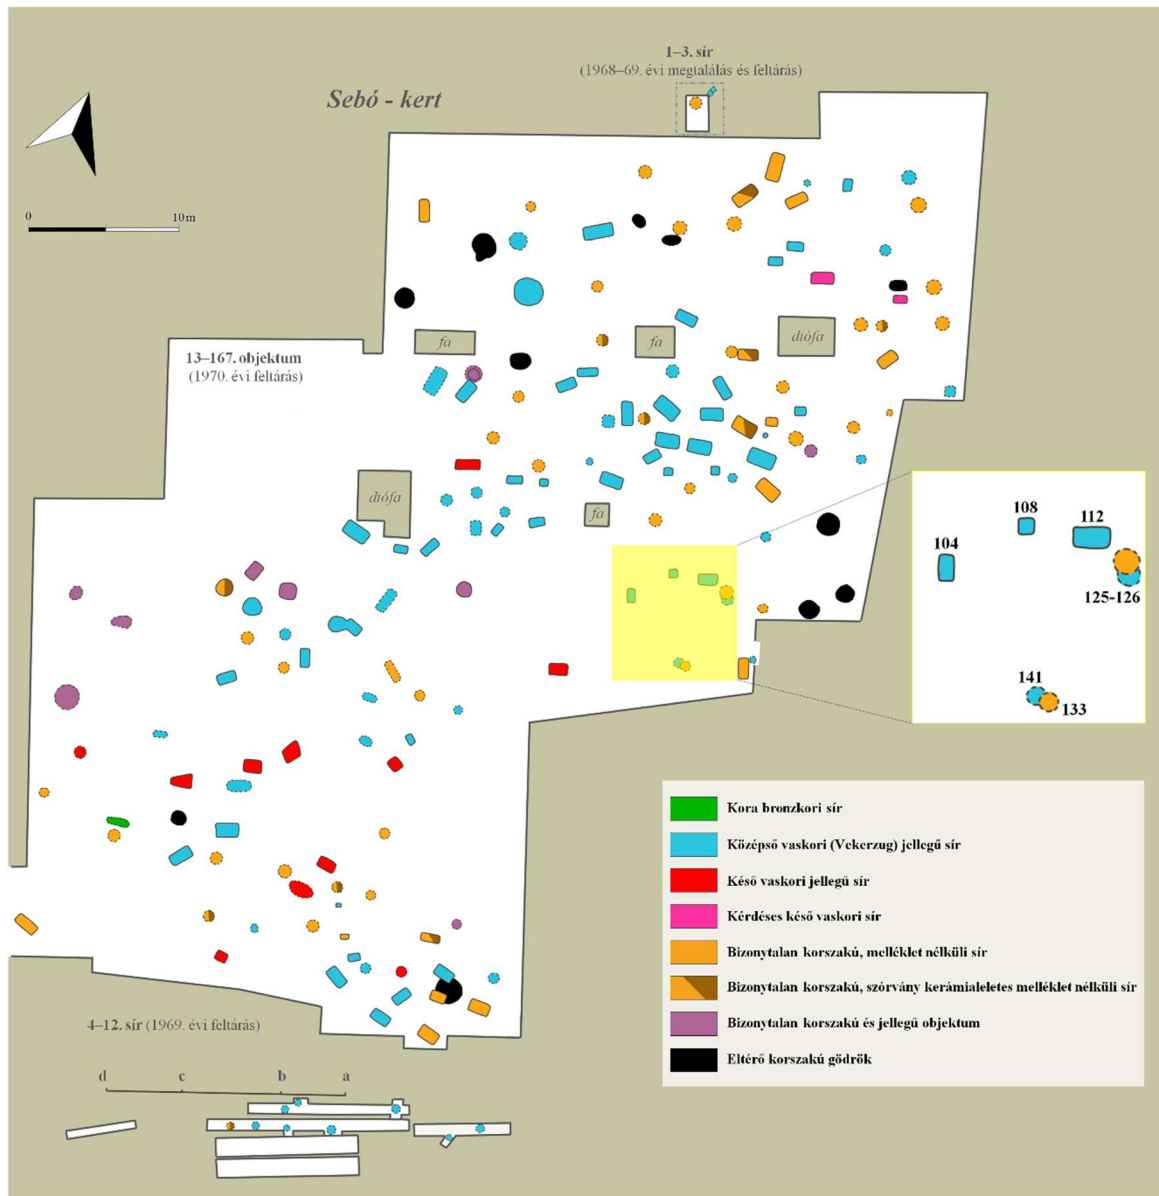 1–3. sír
(1968–69. évi megtalálás és feltárás)
Sebó - kert
0 10m
fa
fa
diófa
13–167. objektum
(1970. évi feltárás)
diófa
fa
108
112
104
125-126
141
133
Kora bronzkori sír
Középső vaskori (Vekerzug) jellegű sír
Késő vaskori jellegű sír
Kérdéses késő vaskori sír
Bizonytalan korszakú, melléklet nélküli sír
Bizonytalan korszakú, szórvány kerámialeletes melléklet nélküli sír
Bizonytalan korszakú és jellegű objektum
Eltérő korszakú gödrök
4–12. sír (1969. évi feltárás)
d c b a